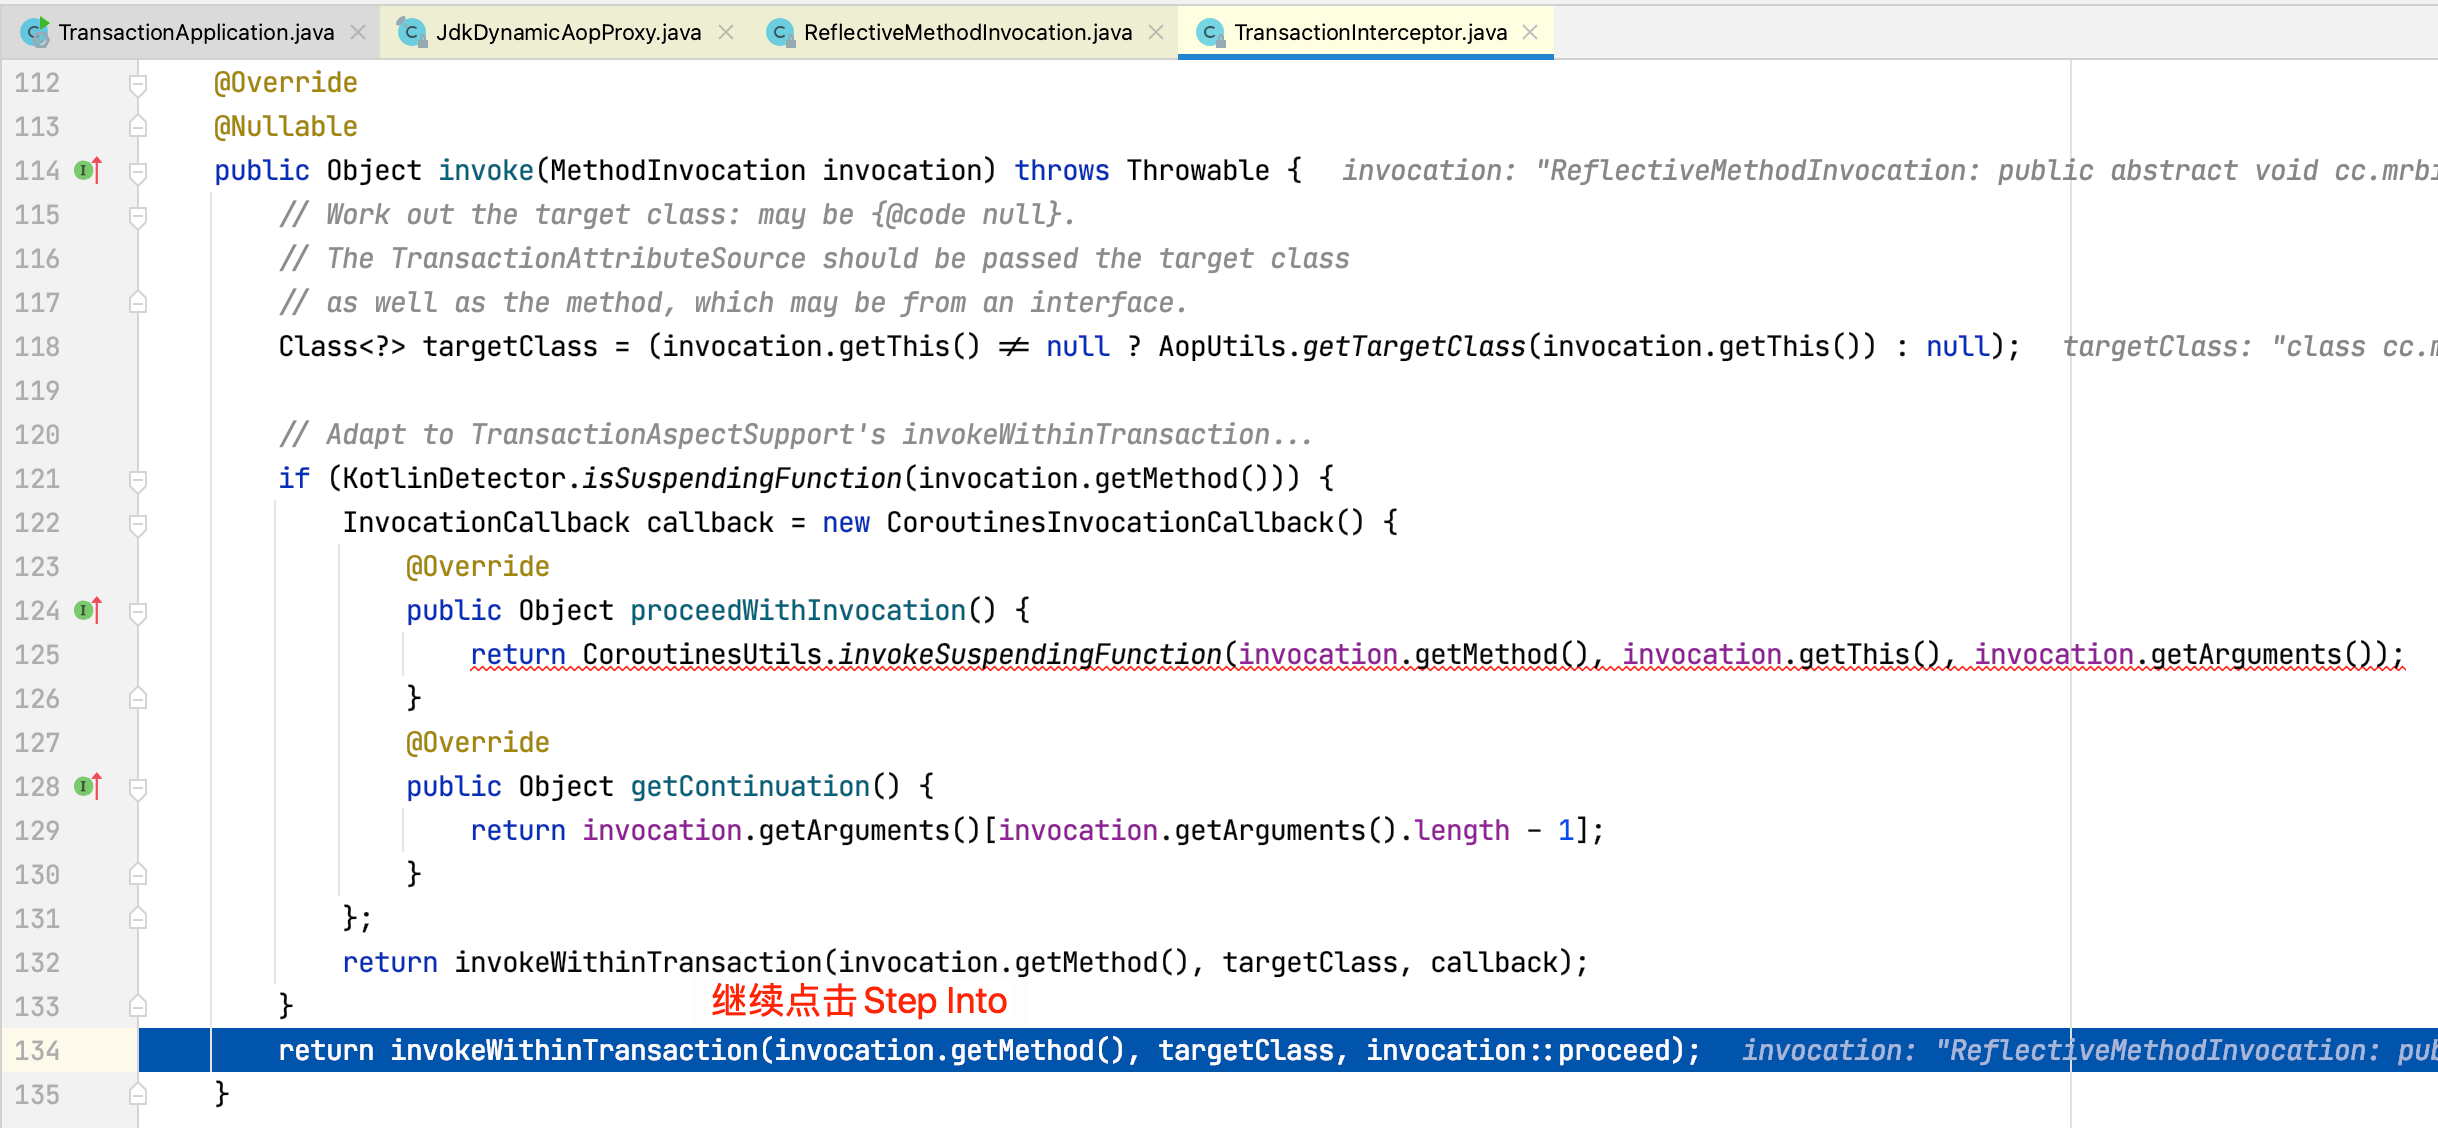 TransactionApplication.java JdkDynamicAopProxy.java ReflectiveMethodInvocation.java TransactionInterceptor.java
112 @Override
113 @Nullable
114 public Object invoke(MethodInvocation invocation) throws Throwable { invocation: "ReflectiveMethodInvocation: public abstract void cc.mrbi
115 // Work out the target class: may be {@code null}.
116 // The TransactionAttributeSource should be passed the target class
117 // as well as the method, which may be from an interface.
118 Class<?> targetClass = (invocation.getThis() != null ? AopUtils.getTargetClass(invocation.getThis()) : null); targetClass: "class cc.m
119
120 // Adapt to TransactionAspectSupport's invokeWithinTransaction...
121 if (KotlinDetector.isSuspendingFunction(invocation.getMethod())) {
122 InvocationCallback callback = new CoroutinesInvocationCallback() {
123 @Override
124 public Object proceedWithInvocation() {
125 return CoroutinesUtils.invokeSuspendingFunction(invocation.getMethod(), invocation.getThis(), invocation.getArguments());
126 }
127 @Override
128 public Object getContinuation() {
129 return invocation.getArguments()[invocation.getArguments().length - 1];
130 }
131 };
132 return invokeWithinTransaction(invocation.getMethod(), targetClass, callback);
133 }
继续点击 Step Into
134 return invokeWithinTransaction(invocation.getMethod(), targetClass, invocation::proceed); invocation: "ReflectiveMethodInvocation: pub
135 }